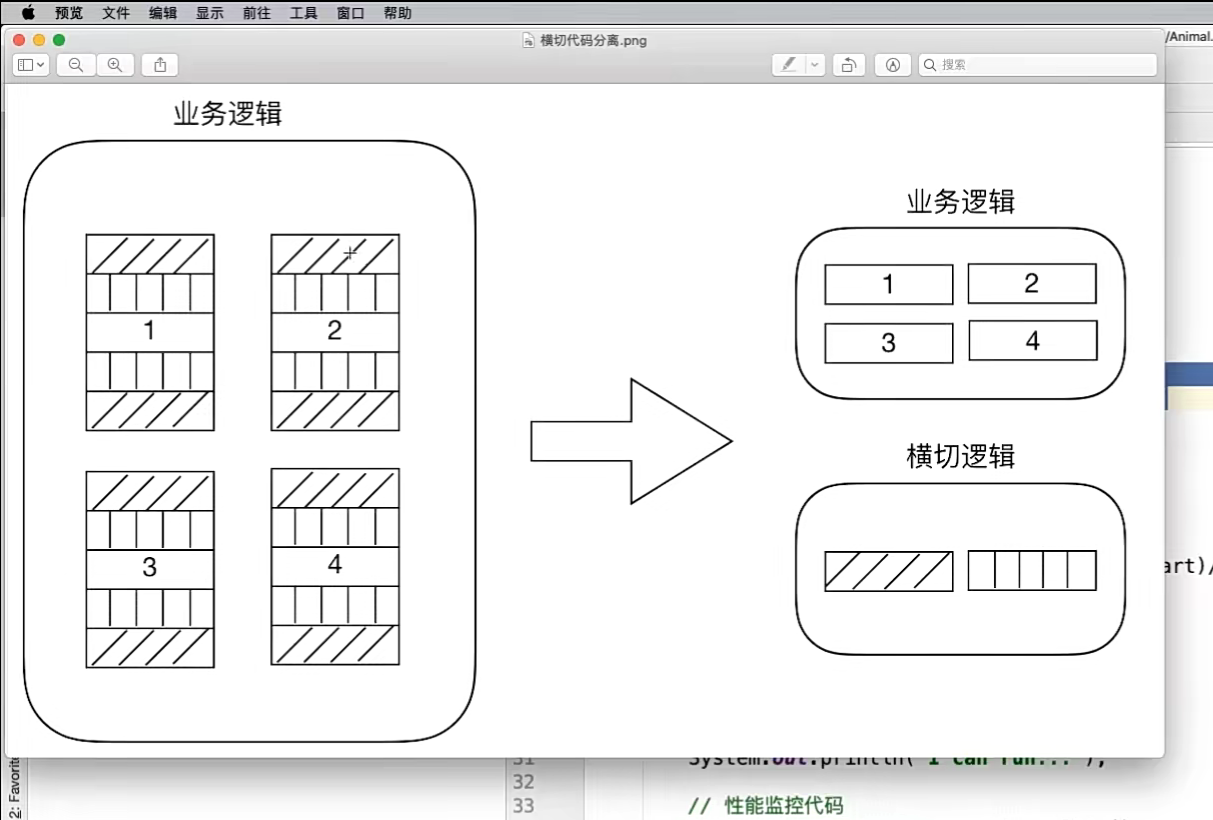 预览 文件 编辑 显示 前往 工具 窗口 帮助
横切代码分离.png
/Animal.
搜索
业务逻辑
1 2
3 4
业务逻辑
1 2
3 4
横切逻辑
art)/
31 System.out.println("I can run...");
32
33 // 性能监控代码
2: Favorite